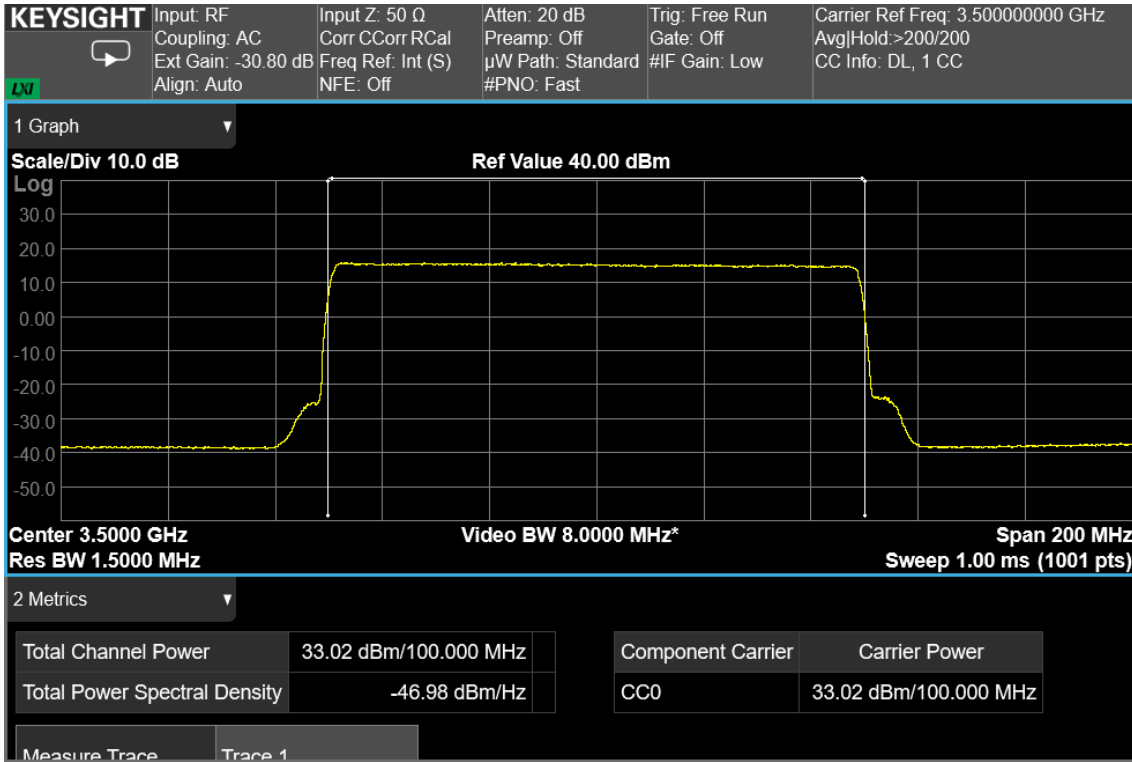 KEYSIGHT
Input: RF
Coupling: AC
Ext Gain: -30.80 dB
Align: Auto
Input Z: 50 Ω
Corr CCorr RCal
Freq Ref: Int (S)
NFE: Off
Atten: 20 dB
Preamp: Off
µW Path: Standard
#PNO: Fast
Trig: Free Run
Gate: Off
#IF Gain: Low
Carrier Ref Freq: 3.500000000 GHz
Avg|Hold:>200/200
CC Info: DL, 1 CC
LXI
1 Graph
Scale/Div 10.0 dB
Ref Value 40.00 dBm
Log
30.0
20.0
10.0
0.00
-10.0
-20.0
-30.0
-40.0
-50.0
Center 3.5000 GHz
Video BW 8.0000 MHz*
Span 200 MHz
Res BW 1.5000 MHz
Sweep 1.00 ms (1001 pts)
2 Metrics
Total Channel Power 33.02 dBm/100.000 MHz
Total Power Spectral Density -46.98 dBm/Hz
Component Carrier Carrier Power
CC0 33.02 dBm/100.000 MHz
Measure Trace Trace 1